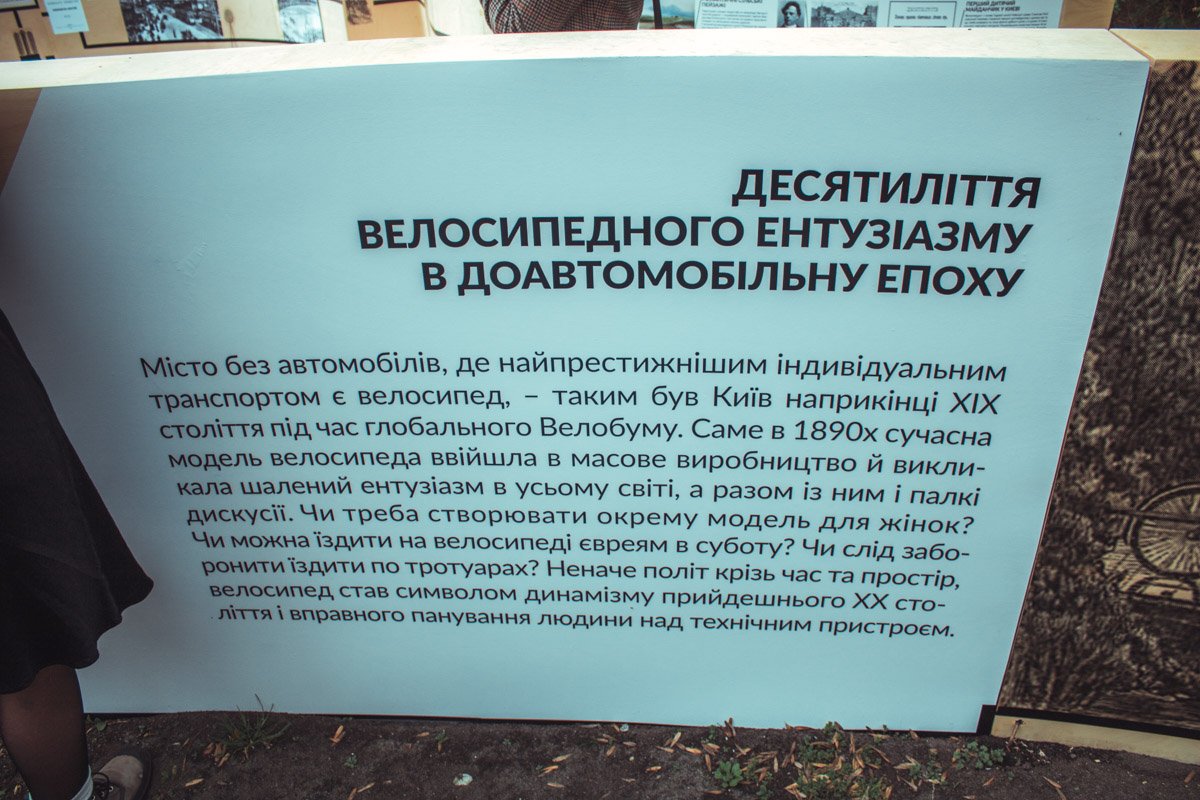 ПЕРШИЙ ДИТЯЧИЙ
МАЙДАНЧИК У КИЄВІ
ДЕСЯТИЛІТТЯ
ВЕЛОСИПЕДНОГО ЕНТУЗІАЗМУ
В ДОАВТОМОБІЛЬНУ ЕПОХУ
Місто без автомобілів, де найпрестижнішим індивідуальним
транспортом є велосипед, – таким був Київ наприкінці XIX
століття під час глобального Велобуму. Саме в 1890х сучасна
модель велосипеда ввійшла в масове виробництво й викли-
кала шалений ентузіазм в усьому світі, а разом із ним і палкі
дискусії. Чи треба створювати окрему модель для жінок?
Чи можна їздити на велосипеді євреям в суботу? Чи слід забо-
ронити їздити по тротуарах? Неначе політ крізь час та простір,
велосипед став символом динамізму прийдешнього XX сто-
ліття і вправного панування людини над технічним пристроєм.